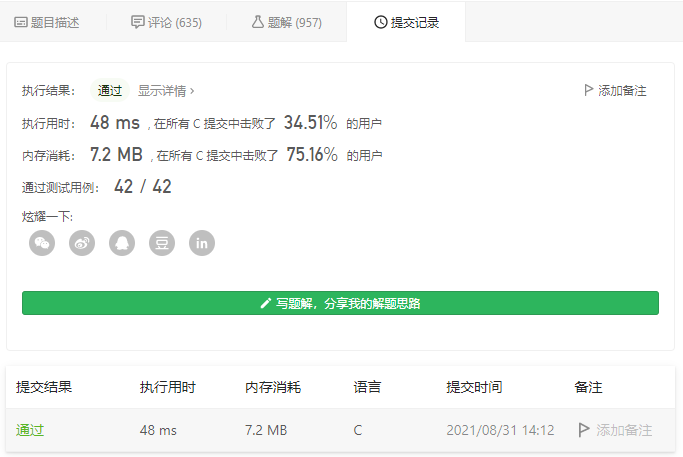 题目描述 评论 (635) 题解 (957) 提交记录
执行结果： 通过 显示详情 › 添加备注
执行用时： 48 ms , 在所有 C 提交中击败了 34.51% 的用户
内存消耗： 7.2 MB , 在所有 C 提交中击败了 75.16% 的用户
通过测试用例： 42 / 42
炫耀一下:
豆 in
写题解，分享我的解题思路
提交结果 执行用时 内存消耗 语言 提交时间 备注
通过 48 ms 7.2 MB C 2021/08/31 14:12 添加备注